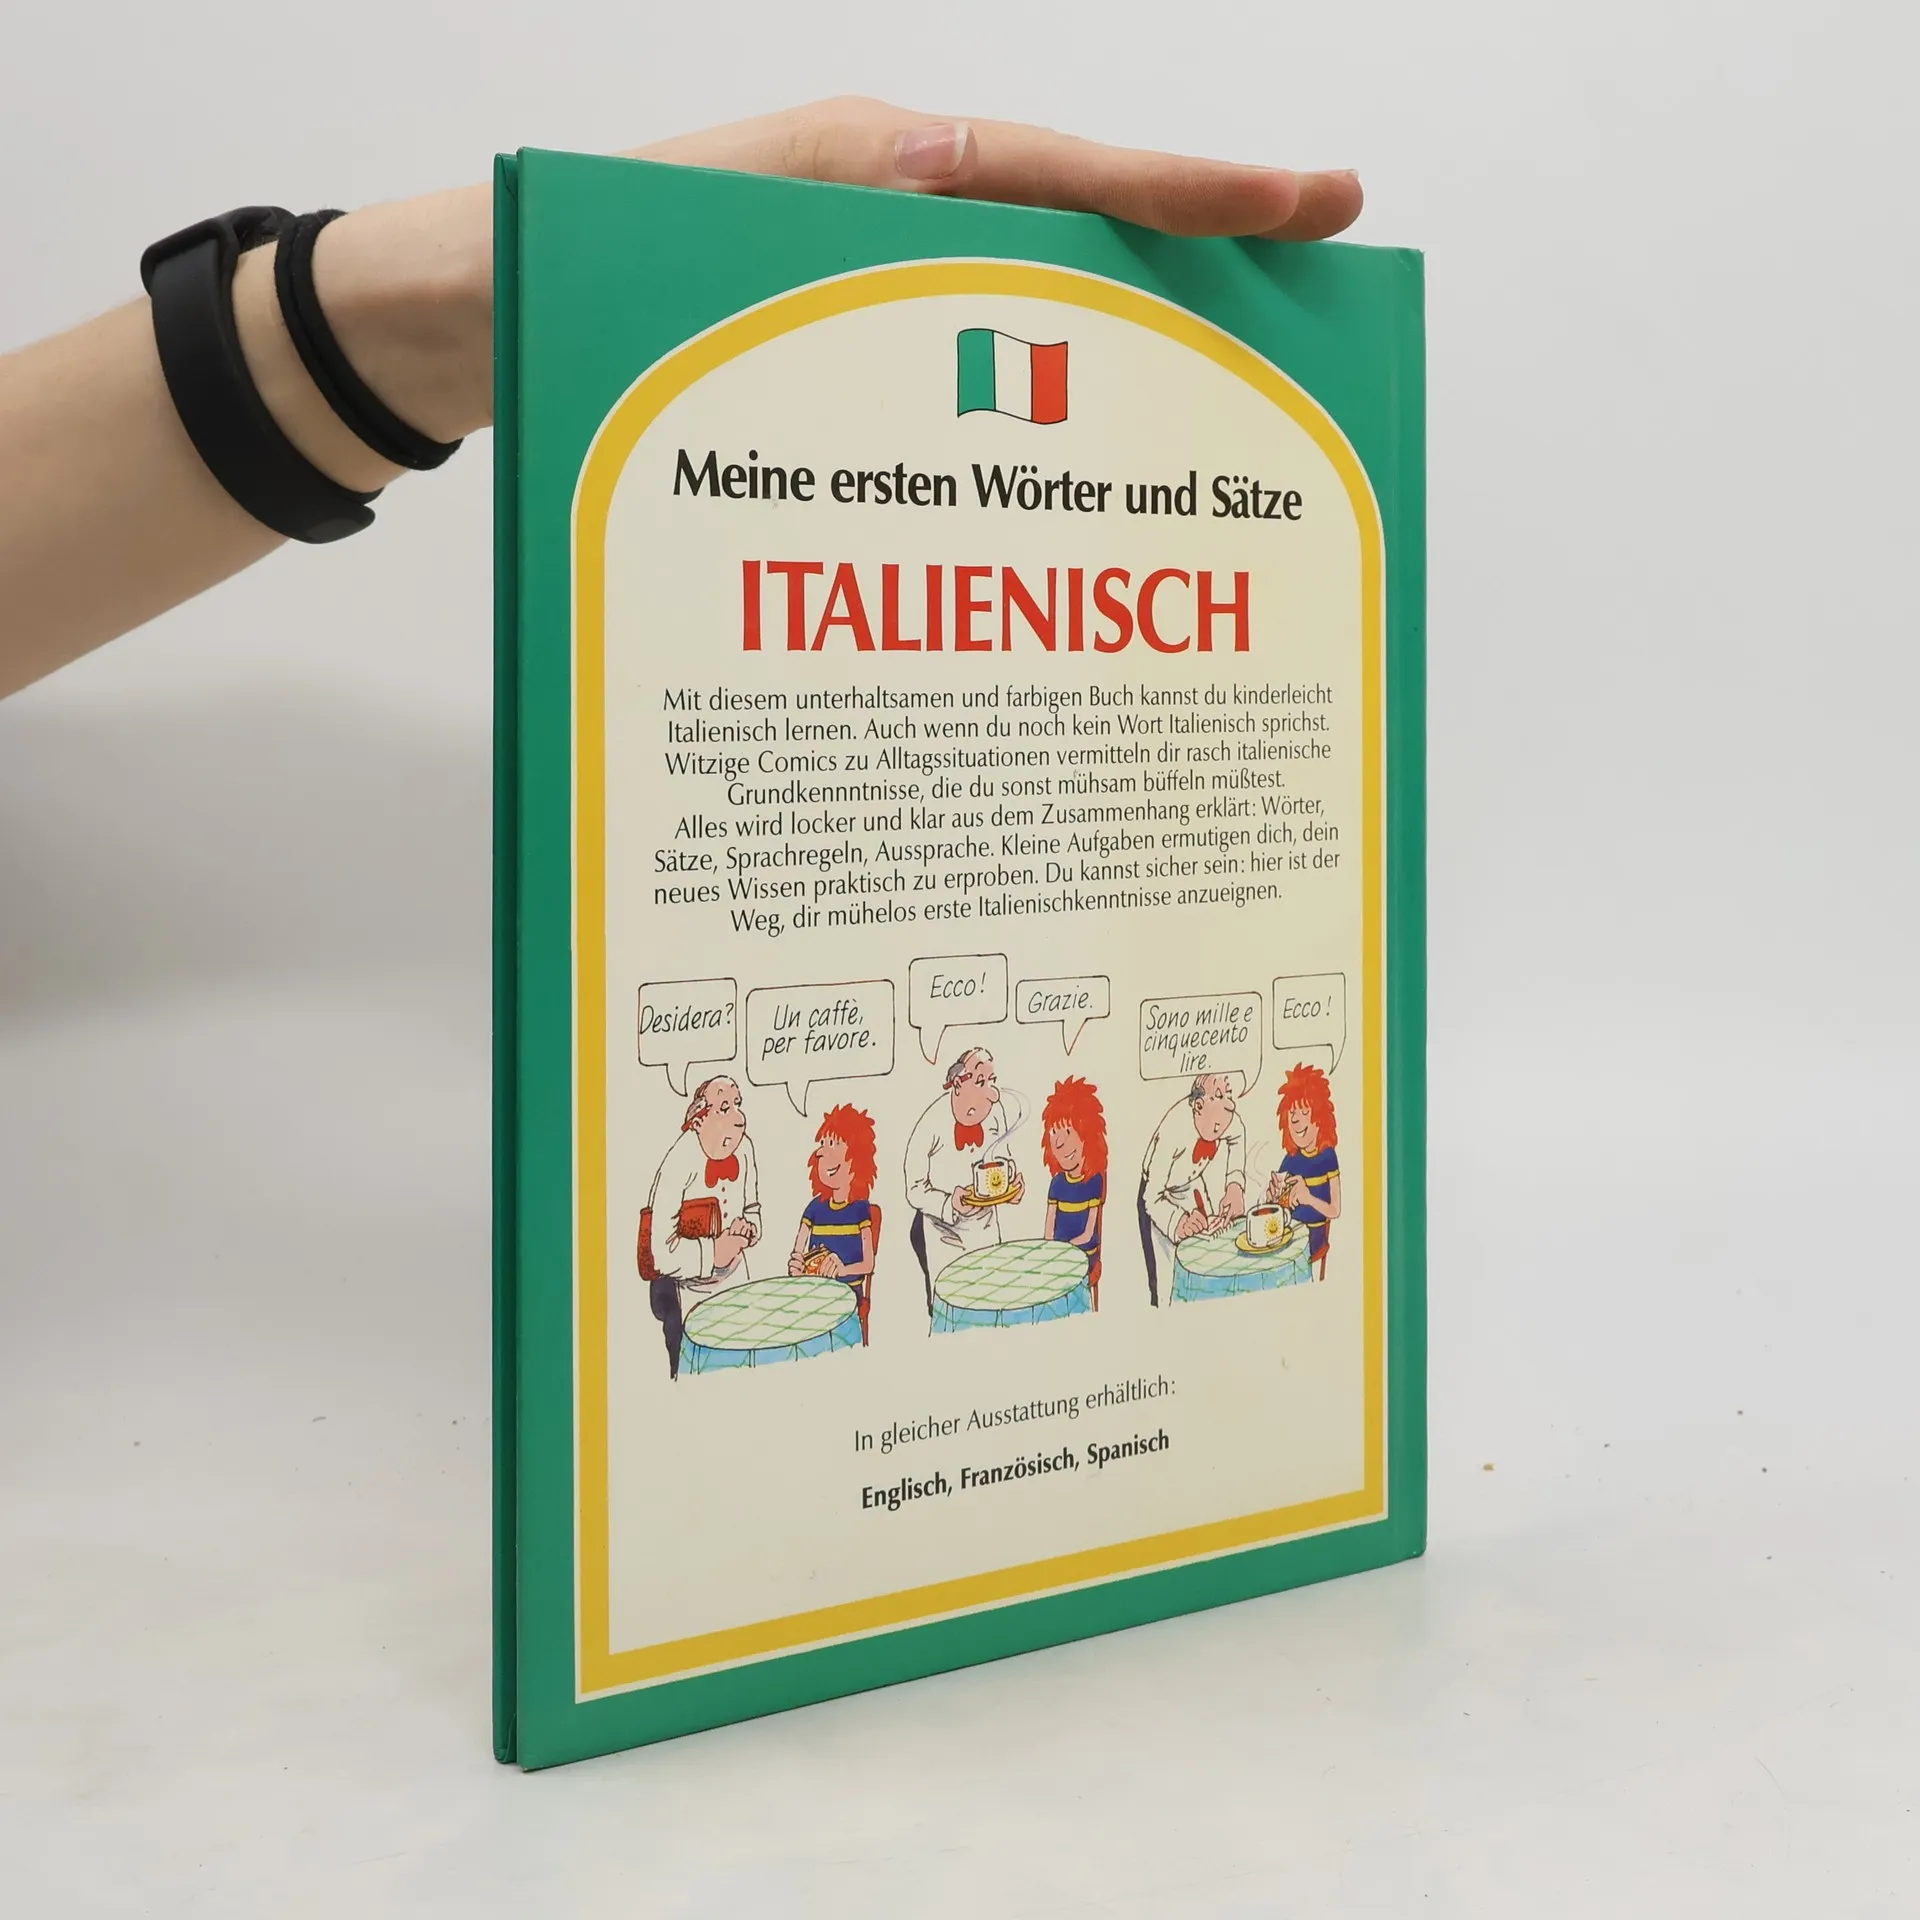 Meine ersten Wörter und Sätze
ITALIENISCH
Mit diesem unterhaltsamen und farbigen Buch kannst du kinderleicht
Italienisch lernen. Auch wenn du noch kein Wort Italienisch sprichst.
Witzige Comics zu Alltagssituationen vermitteln dir rasch italienische
Grundkennntnisse, die du sonst mühsam büffeln müßtest.
Alles wird locker und klar aus dem Zusammenhang erklärt: Wörter,
Sätze, Sprachregeln, Aussprache. Kleine Aufgaben ermutigen dich, dein
neues Wissen praktisch zu erproben. Du kannst sicher sein: hier ist der
Weg, dir mühelos erste Italienischkenntnisse anzueignen.
Desidera?
Un caffè,
per favore.
Ecco!
Grazie.
Sono mille e
cinquecento
lire.
Ecco!
In gleicher Ausstattung erhältlich:
Englisch, Französisch, Spanisch